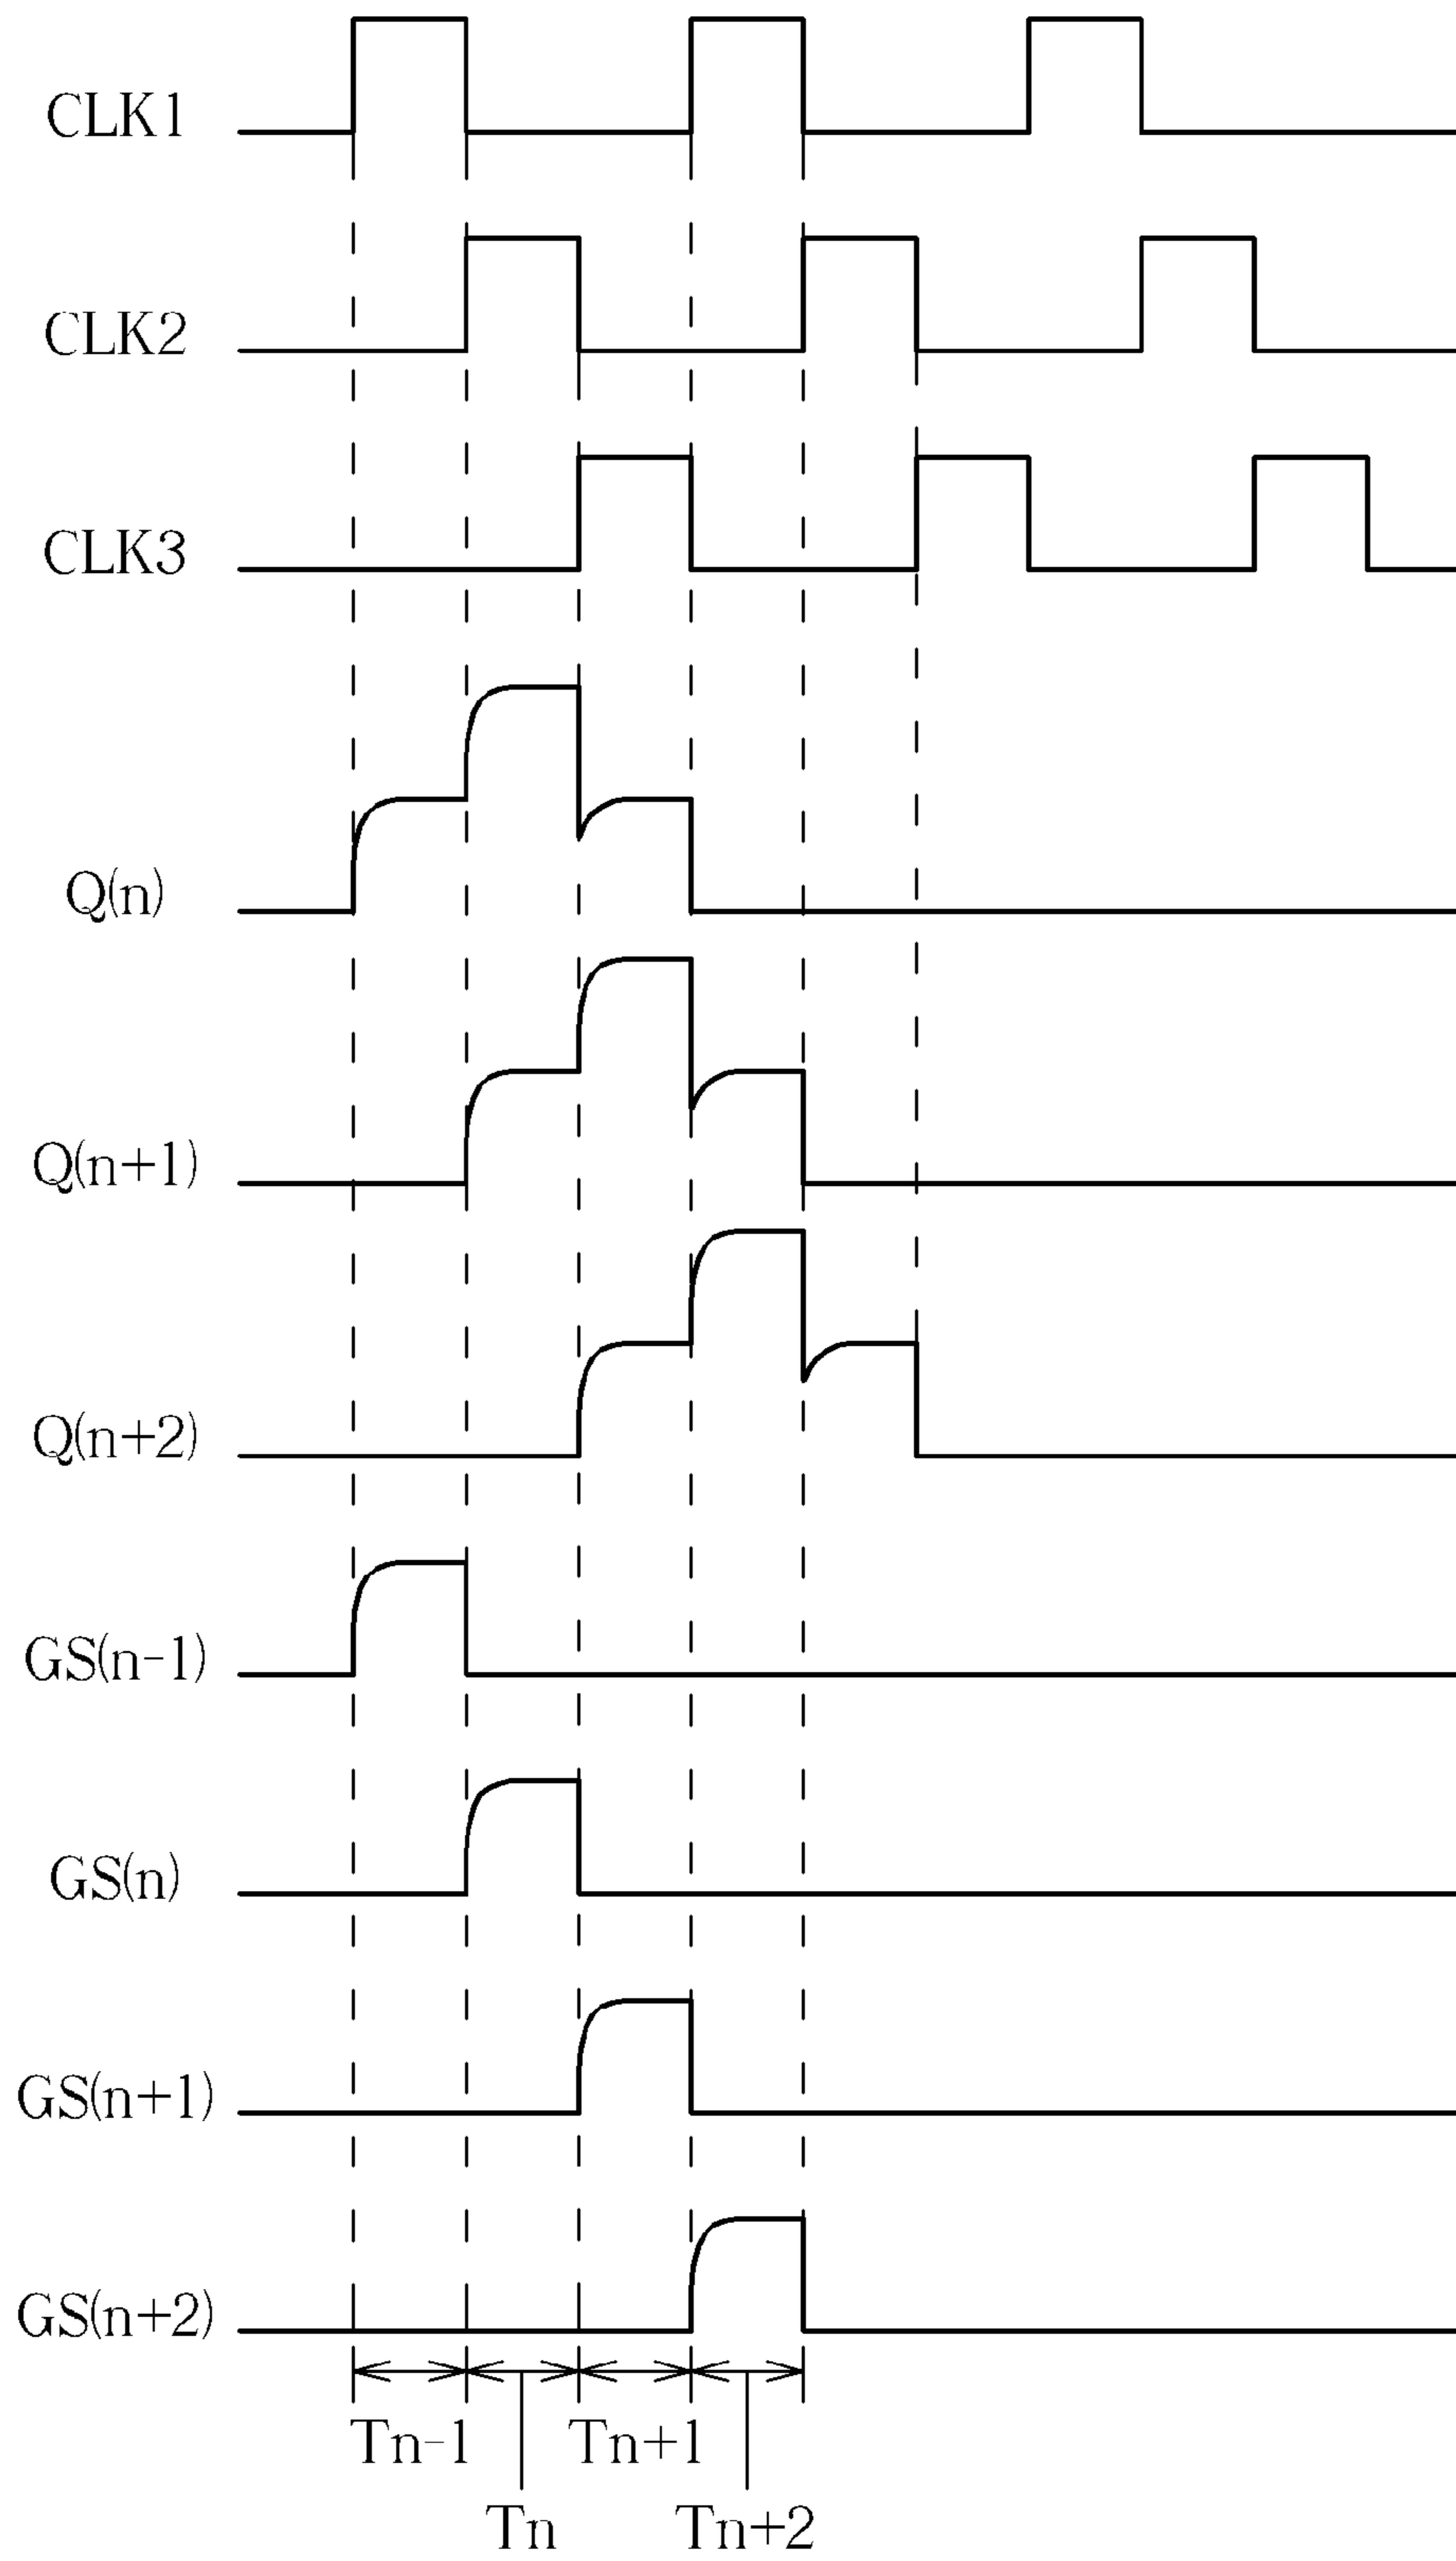 CLK1
CLK2
CLK3
Q(n)
Q(n+1)
Q(n+2)
GS(n-1)
GS(n)
GS(n+1)
GS(n+2)
Tn-1 Tn+1
Tn Tn+2